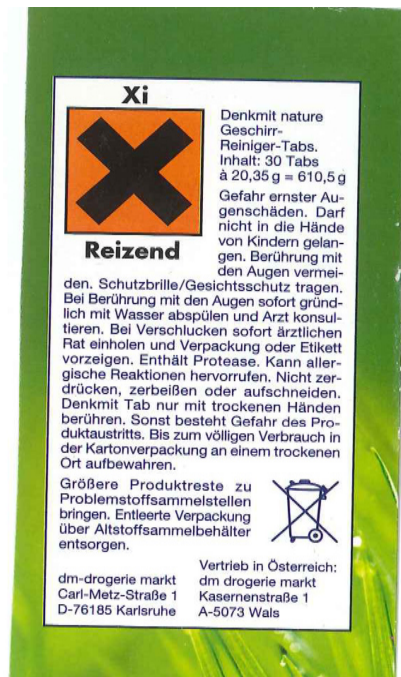 Xi
Reizend
Denkmit nature
Geschirr-
Reiniger-Tabs.
Inhalt: 30 Tabs
à 20,35 g = 610,5 g
Gefahr ernster Au-
genschäden. Darf
nicht in die Hände
von Kindern gelan-
gen. Berührung mit
den Augen vermei-
den. Schutzbrille/Gesichtsschutz tragen.
Bei Berührung mit den Augen sofort gründ-
lich mit Wasser abspülen und Arzt konsul-
tieren. Bei Verschlucken sofort ärztlichen
Rat einholen und Verpackung oder Etikett
vorzeigen. Enthält Protease. Kann aller-
gische Reaktionen hervorrufen. Nicht zer-
drücken, zerbeißen oder aufschneiden.
Denkmit Tab nur mit trockenen Händen
berühren. Sonst besteht Gefahr des Pro-
duktaustritts. Bis zum völligen Verbrauch in
der Kartonverpackung an einem trockenen
Ort aufbewahren.
Größere Produktreste zu
Problemstoffsammelstellen
bringen. Entleerte Verpackung
über Altstoffsammelbehälter
entsorgen.
dm-drogerie markt
Carl-Metz-Straße 1
D-76185 Karlsruhe
Vertrieb in Österreich:
dm drogerie markt
Kasernenstraße 1
A-5073 Wals